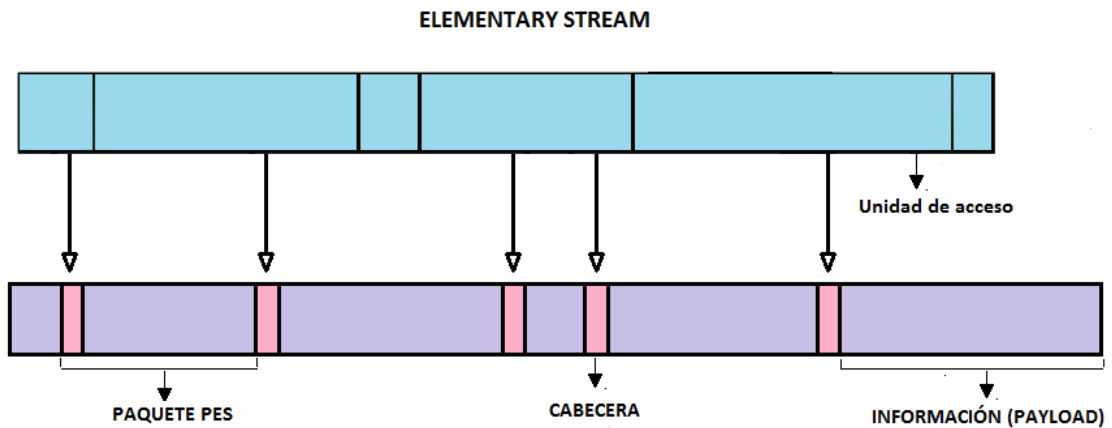 ELEMENTARY STREAM
Unidad de acceso
PAQUETE PES
CABECERA
INFORMACIÓN (PAYLOAD)